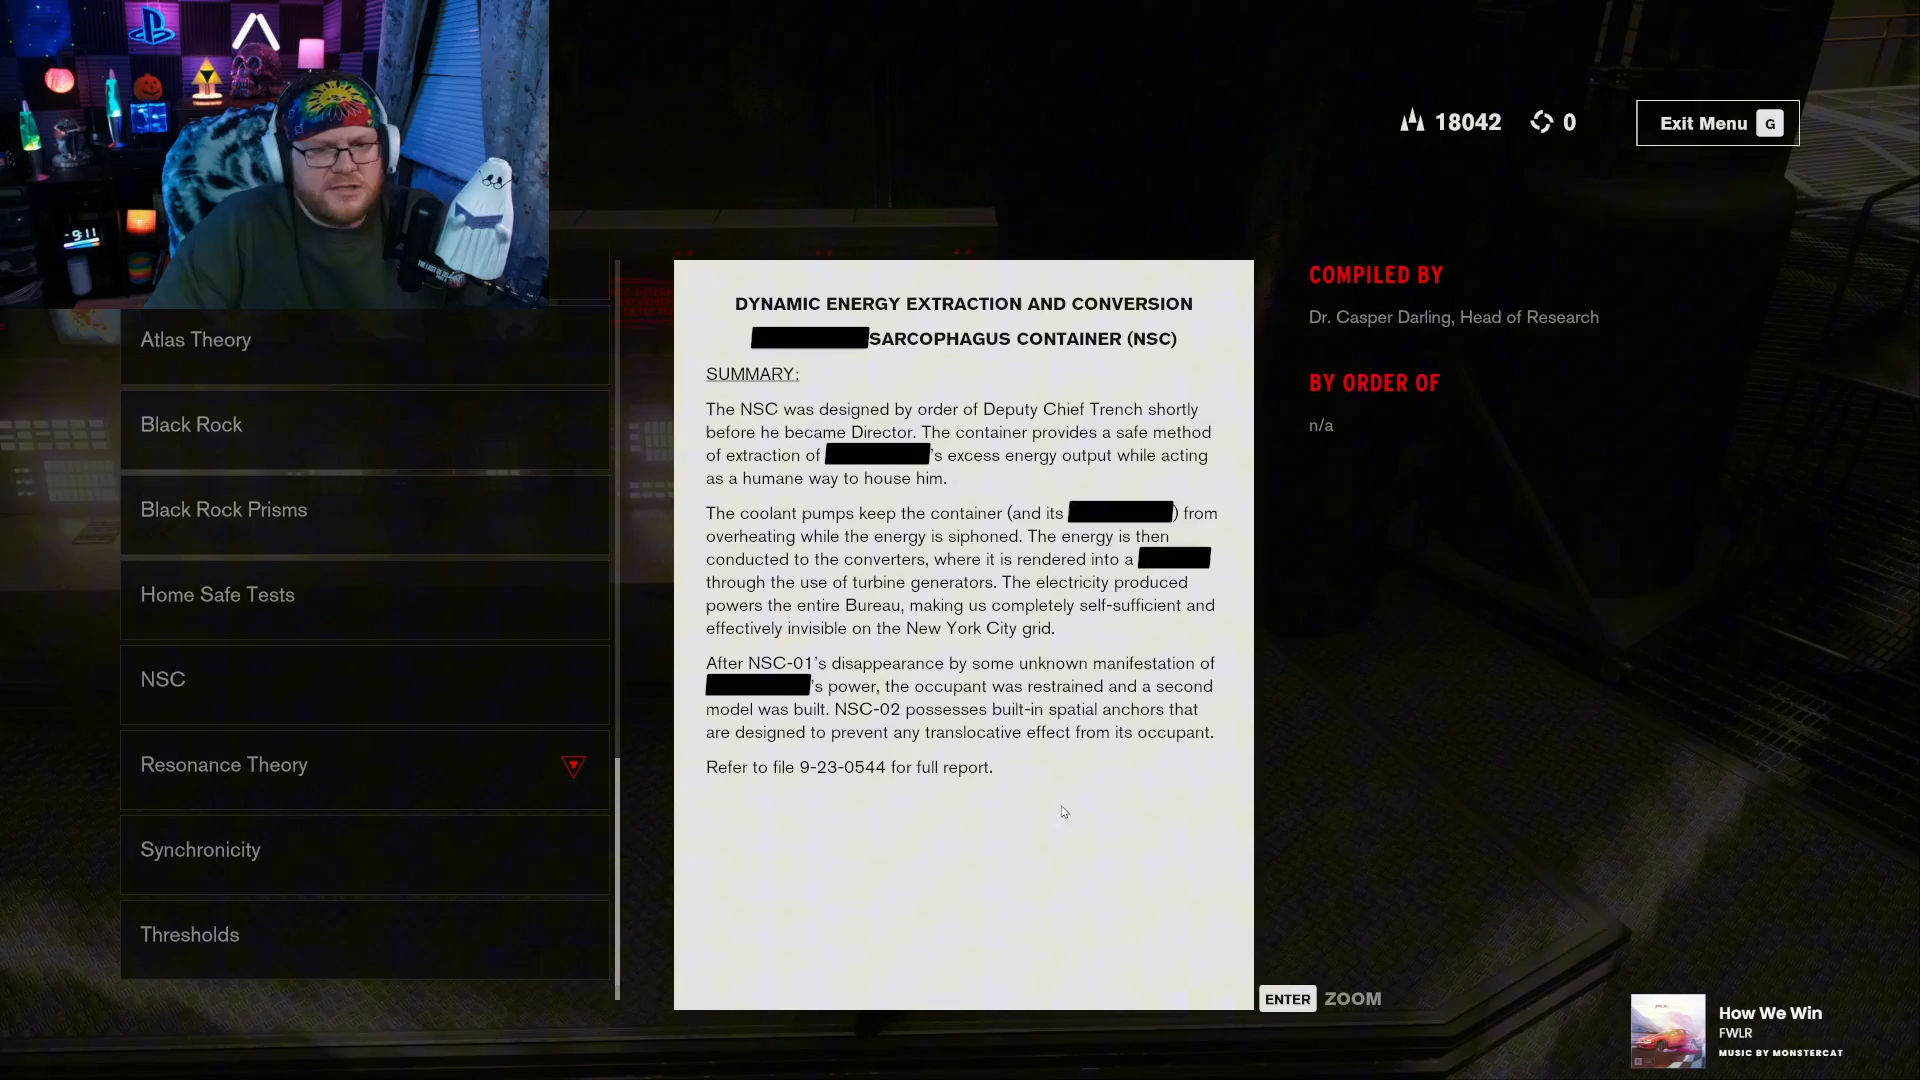 18042
0
Exit Menu G
-9:11
COMPILED BY
Dr. Casper Darling, Head of Research
BY ORDER OF
n/a
Atlas Theory
Black Rock
Black Rock Prisms
Home Safe Tests
NSC
Resonance Theory
Synchronicity
Thresholds
DYNAMIC ENERGY EXTRACTION AND CONVERSION
SARCOPHAGUS CONTAINER (NSC)
SUMMARY:
The NSC was designed by order of Deputy Chief Trench shortly
before he became Director. The container provides a safe method
of extraction of 's excess energy output while acting
as a humane way to house him.
The coolant pumps keep the container (and its ) from
overheating while the energy is siphoned. The energy is then
conducted to the converters, where it is rendered into a
through the use of turbine generators. The electricity produced
powers the entire Bureau, making us completely self-sufficient and
effectively invisible on the New York City grid.
After NSC-01's disappearance by some unknown manifestation of
's power, the occupant was restrained and a second
model was built. NSC-02 possesses built-in spatial anchors that
are designed to prevent any translocative effect from its occupant.
Refer to file 9-23-0544 for full report.
ENTER ZOOM
How We Win
FWLR
MUSIC BY MONSTERCAT